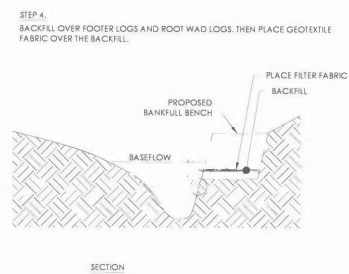 STEP 4.
BACKFILL OVER FOOTER LOGS AND ROOT WAD LOGS. THEN PLACE GEOTEXTILE
FABRIC OVER THE BACKFILL.
PLACE FILTER FABRIC
BACKFILL
PROPOSED
BANKFULL BENCH
BASEFLOW
SECTION